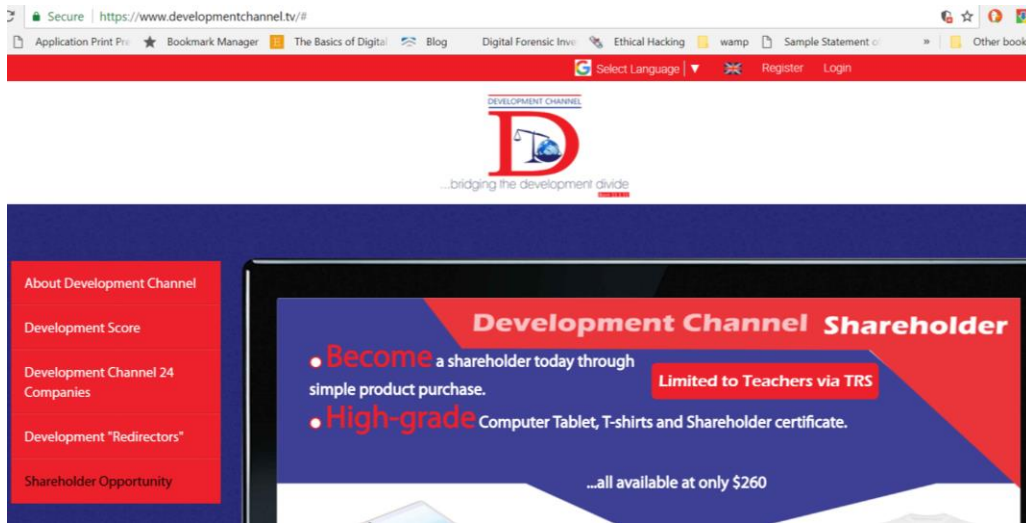 Secure https://www.developmentchannel.tv/#
Application Print Pre Bookmark Manager The Basics of Digital Blog Digital Forensic Inve Ethical Hacking wamp Sample Statement o » Other book
Select Language ▼ Register Login
DEVELOPMENT CHANNEL
D
...bridging the development divide
About Development Channel
Development Score
Development Channel 24
Companies
Development "Redirectors"
Shareholder Opportunity
Development Channel Shareholder
Become a shareholder today through
simple product purchase.
Limited to Teachers via TRS
High-grade Computer Tablet, T-shirts and Shareholder certificate.
...all available at only $260